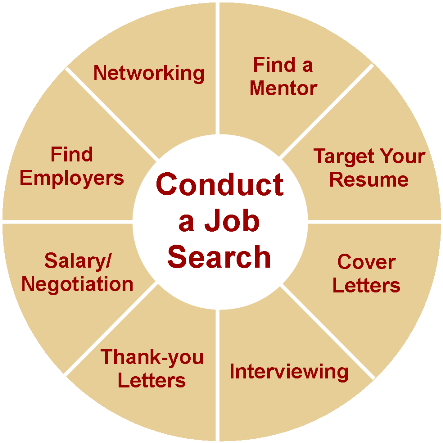 Conduct
a Job
Search
Find a
Mentor
Target Your
Resume
Cover
Letters
Interviewing
Thank-you
Letters
Salary/
Negotiation
Find
Employers
Networking